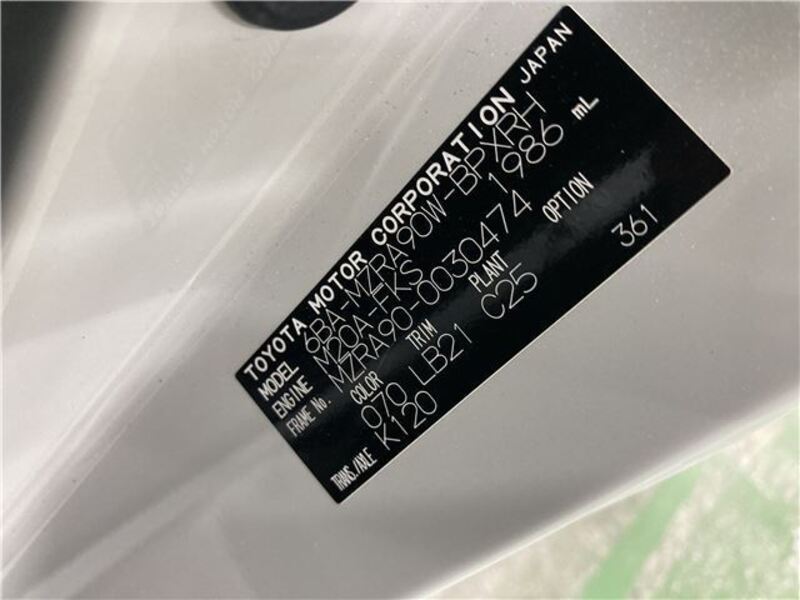 TOYOTA MOTOR CORPORATION JAPAN
MODEL 6BA-MZRA90W-BPXRH
ENGINE M20A-FKS 1986 mL
FRAME No. MZRA90-0030474
COLOR TRIM PLANT OPTION
070 LB21 C25 361
TRANS./AXLE K120